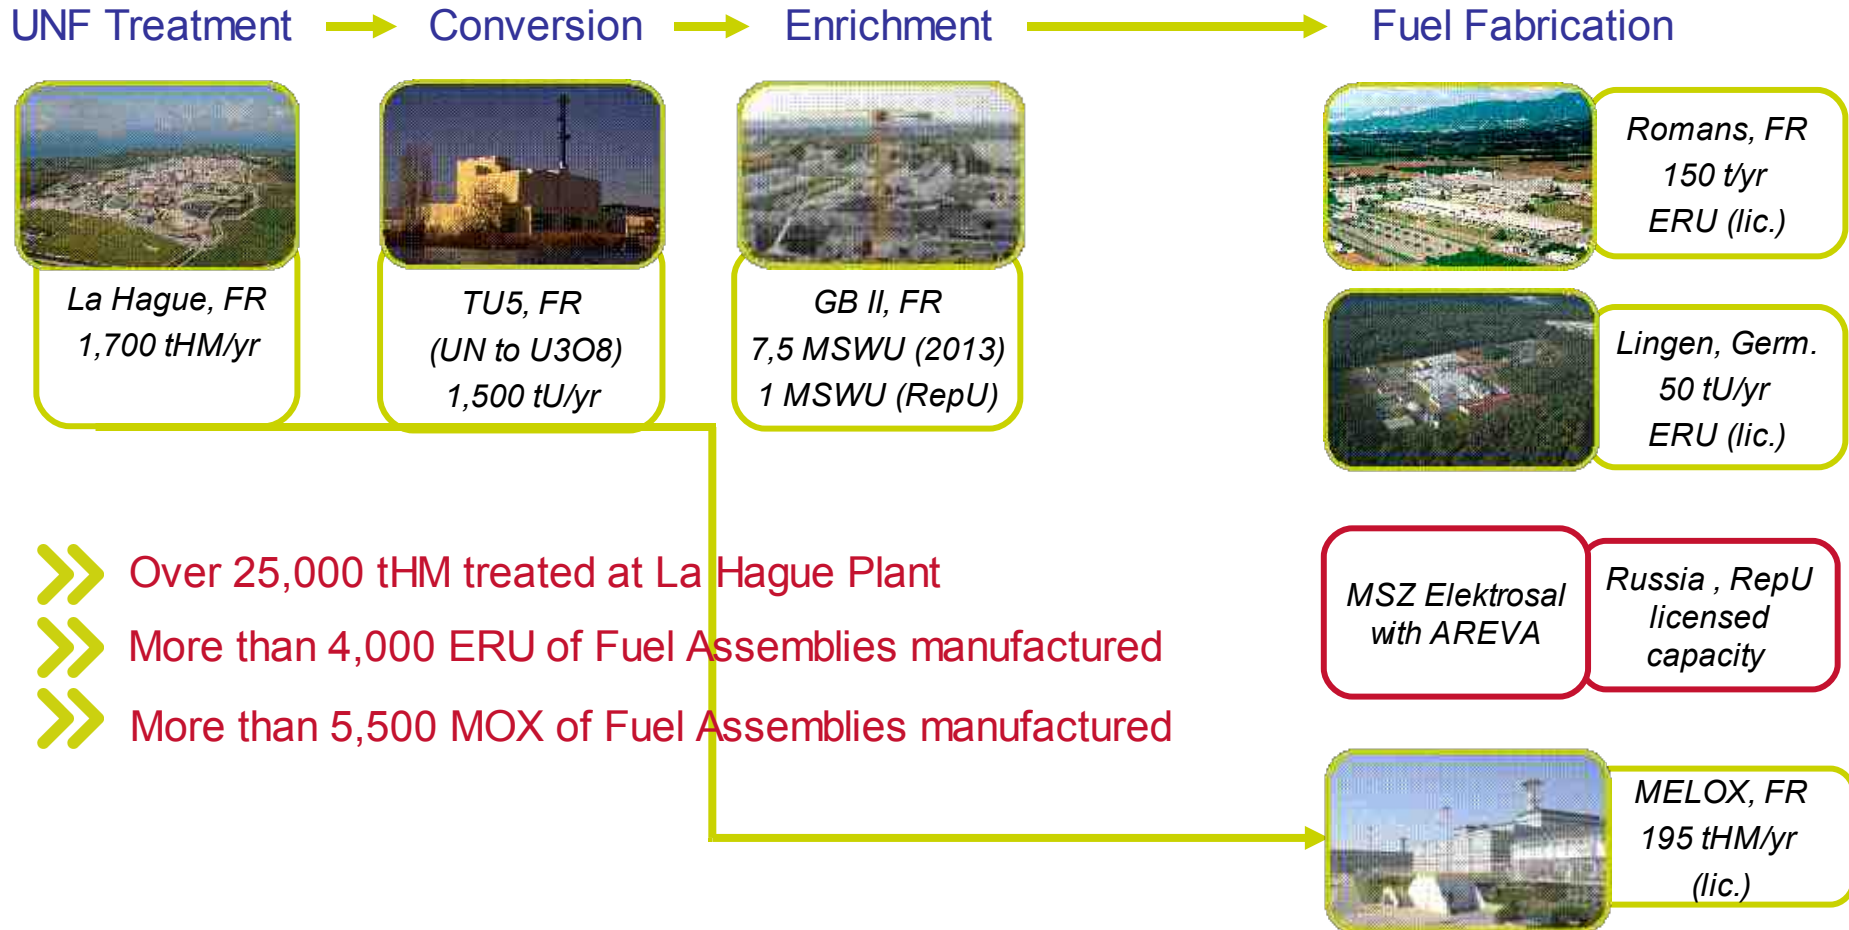 UNF Treatment
Conversion
Enrichment
Fuel Fabrication
La Hague, FR
1,700 tHM/yr
TU5, FR
(UN to U3O8)
1,500 tU/yr
GB II, FR
7,5 MSWU (2013)
1 MSWU (RepU)
Romans, FR
150 t/yr
ERU (lic.)
Lingen, Germ.
50 tU/yr
ERU (lic.)
MSZ Elektrosal
with AREVA
Russia , RepU
licensed
capacity
MELOX, FR
195 tHM/yr
(lic.)
Over 25,000 tHM treated at La Hague Plant
More than 4,000 ERU of Fuel Assemblies manufactured
More than 5,500 MOX of Fuel Assemblies manufactured